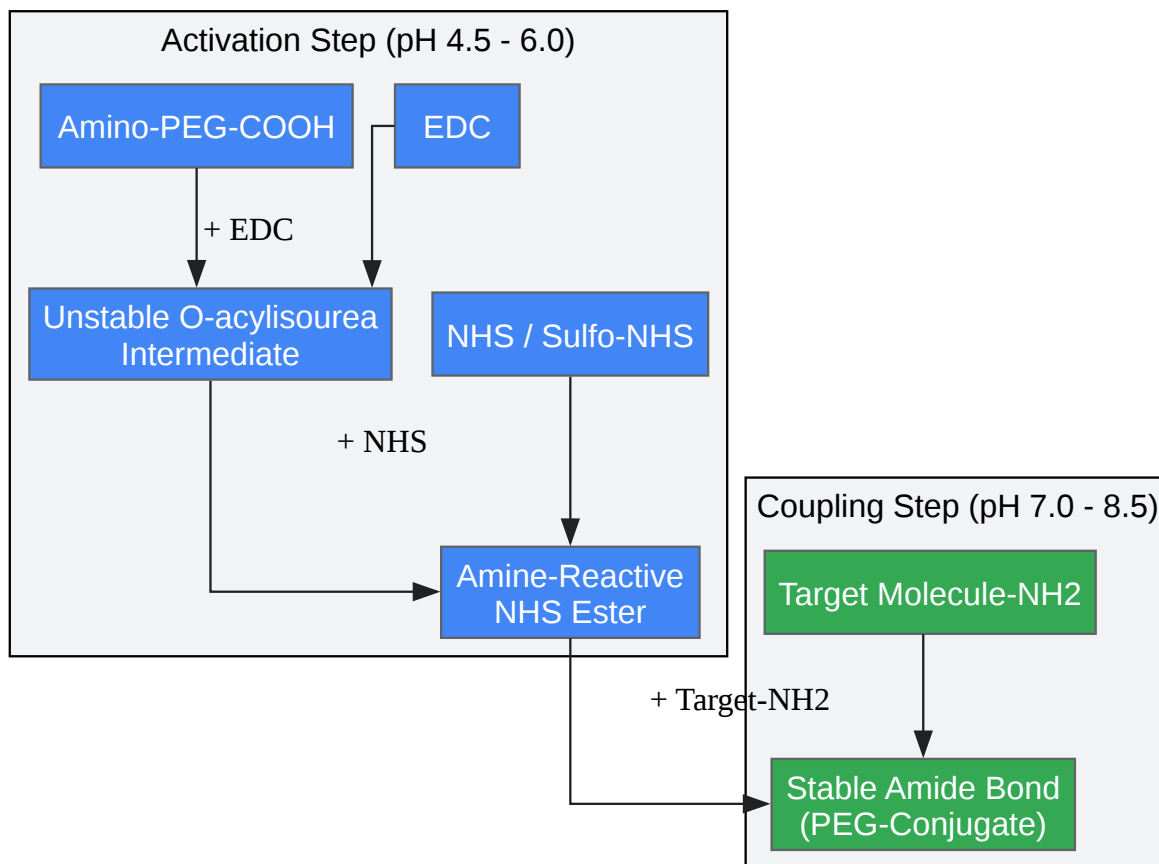 Activation Step (pH 4.5 - 6.0)
Amino-PEG-COOH
EDC
+ EDC
Unstable O-acylisourea
Intermediate
NHS / Sulfo-NHS
+ NHS
Amine-Reactive
NHS Ester
Coupling Step (pH 7.0 - 8.5)
Target Molecule-NH2
+ Target-NH2
Stable Amide Bond
(PEG-Conjugate)